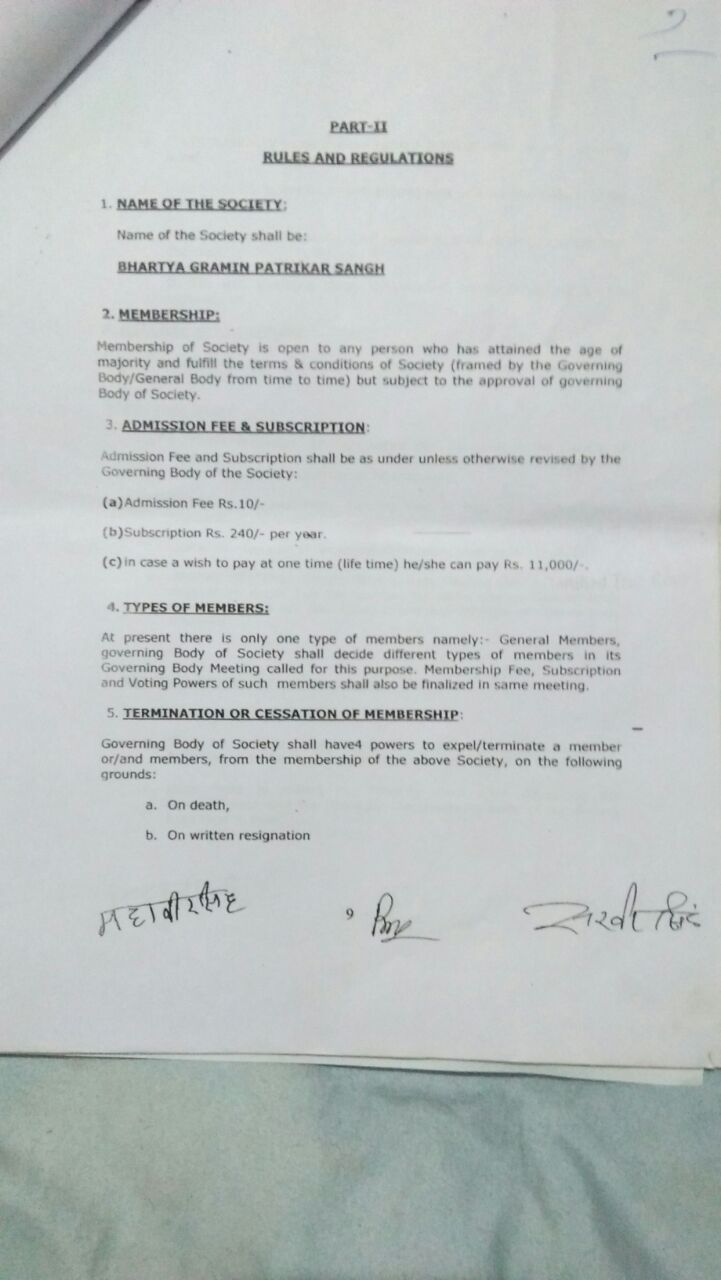 PART-II
RULES AND REGULATIONS
1. NAME OF THE SOCIETY:
Name of the Society shall be:
BHARTYA GRAMIN PATRIKAR SANGH
2. MEMBERSHIP:
Membership of Society is open to any person who has attained the age of
majority and fulfill the terms & conditions of Society (framed by the Governing
Body/General Body from time to time) but subject to the approval of governing
Body of Society.
3. ADMISSION FEE & SUBSCRIPTION:
Admission Fee and Subscription shall be as under unless otherwise revised by the
Governing Body of the Society:
(a)Admission Fee Rs.10/-
(b)Subscription Rs. 240/- per year.
(c)in case a wish to pay at one time (life time) he/she can pay Rs. 11,000/-.
4. TYPES OF MEMBERS:
At present there is only one type of members namely:- General Members,
governing Body of Society shall decide different types of members in its
Governing Body Meeting called for this purpose. Membership Fee, Subscription
and Voting Powers of such members shall also be finalized in same meeting.
5. TERMINATION OR CESSATION OF MEMBERSHIP:
Governing Body of Society shall have4 powers to expel/terminate a member
or/and members, from the membership of the above Society, on the following
grounds:
a. On death,
b. On written resignation
महावीरसिंह